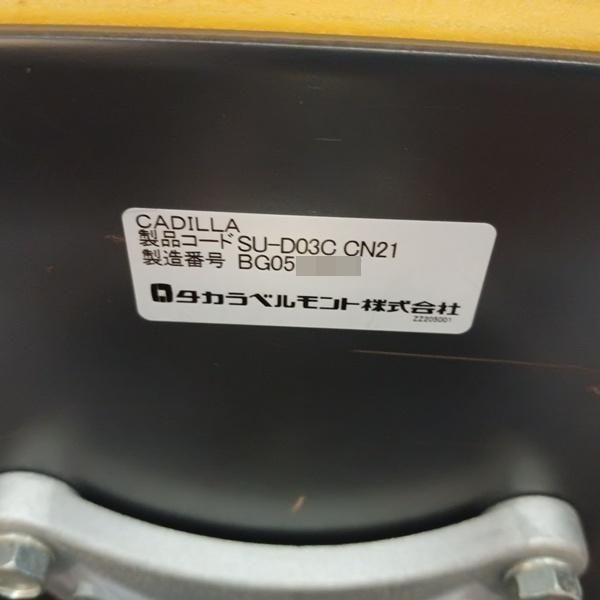 CADILLA
製品コード SU-D03C CN21
製造番号 BG05
タカラベルモント株式会社
ZZ205001